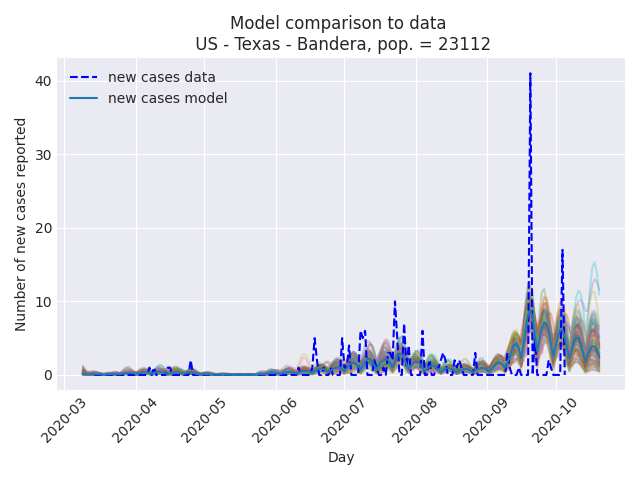 Model comparison to data
US - Texas - Bandera, pop. = 23112
new cases data
new cases model
Number of new cases reported
40
30
20
10
0
2020-03
2020-04
2020-05
2020-06
2020-07
2020-08
2020-09
2020-10
Day